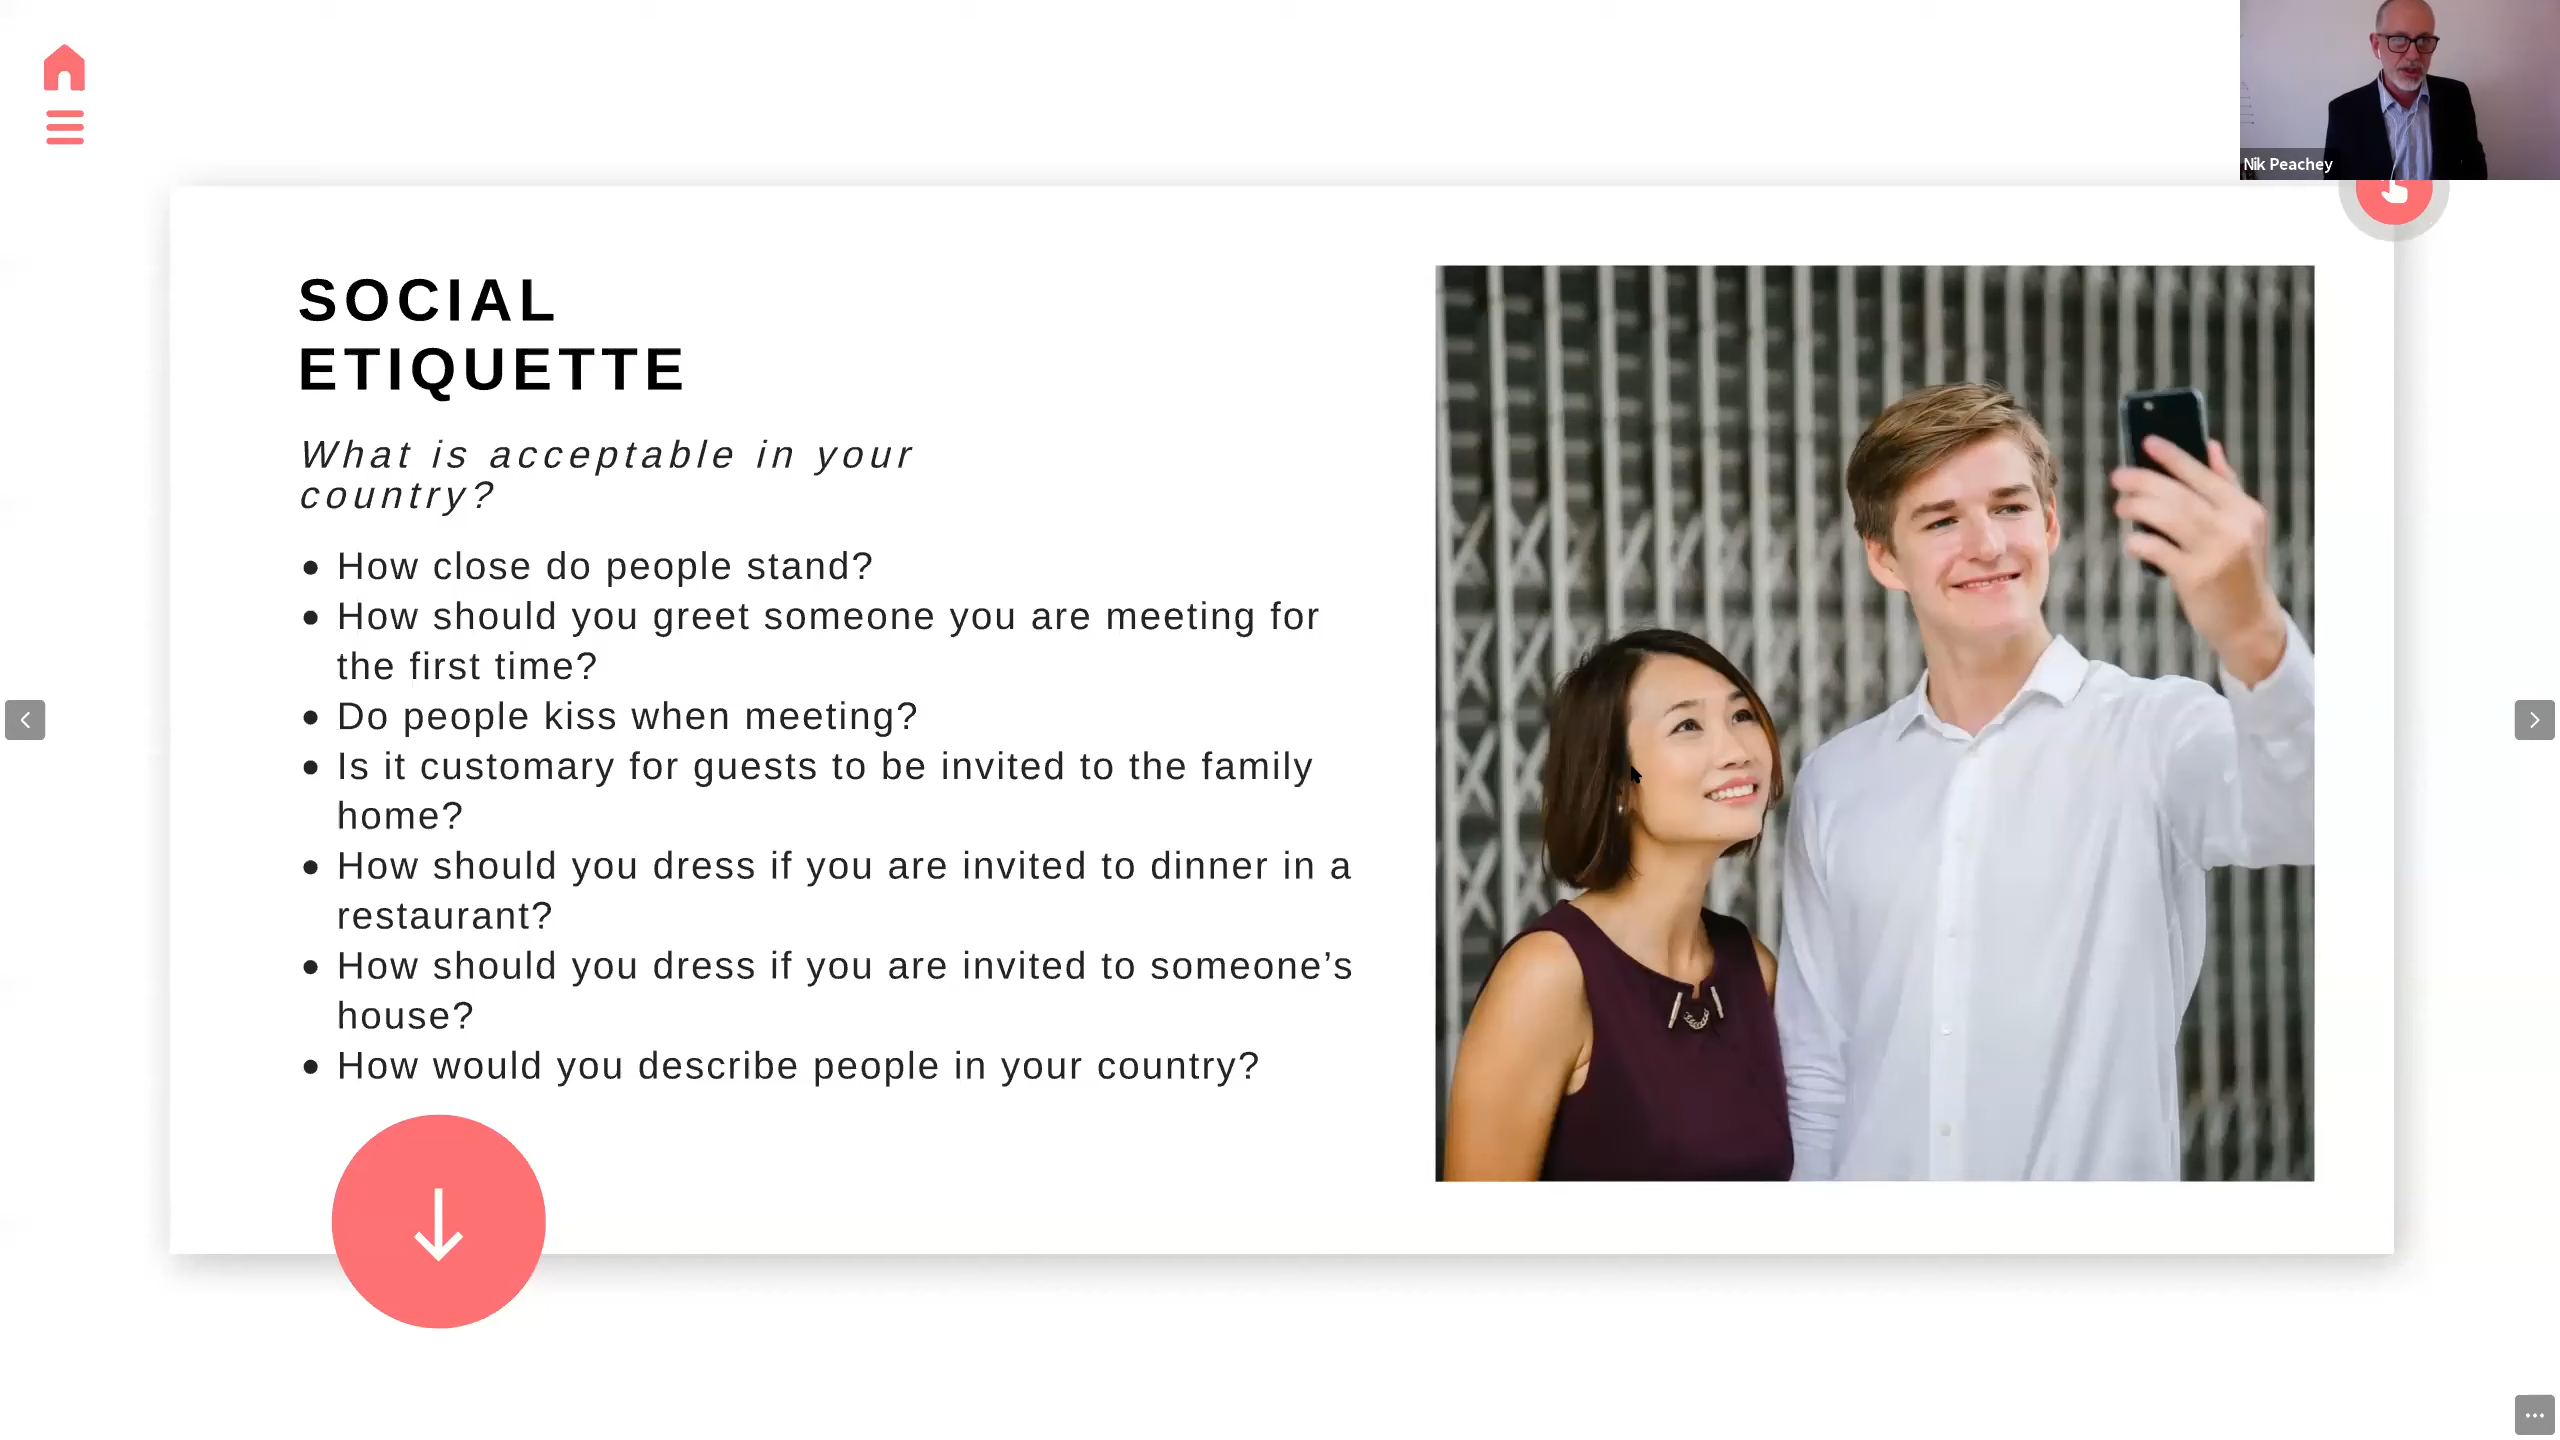 Nik Peachey
SOCIAL
ETIQUETTE
What is acceptable in your
country?
• How close do people stand?
• How should you greet someone you are meeting for
the first time?
• Do people kiss when meeting?
• Is it customary for guests to be invited to the family
home?
• How should you dress if you are invited to dinner in a
restaurant?
• How should you dress if you are invited to someone’s
house?
• How would you describe people in your country?